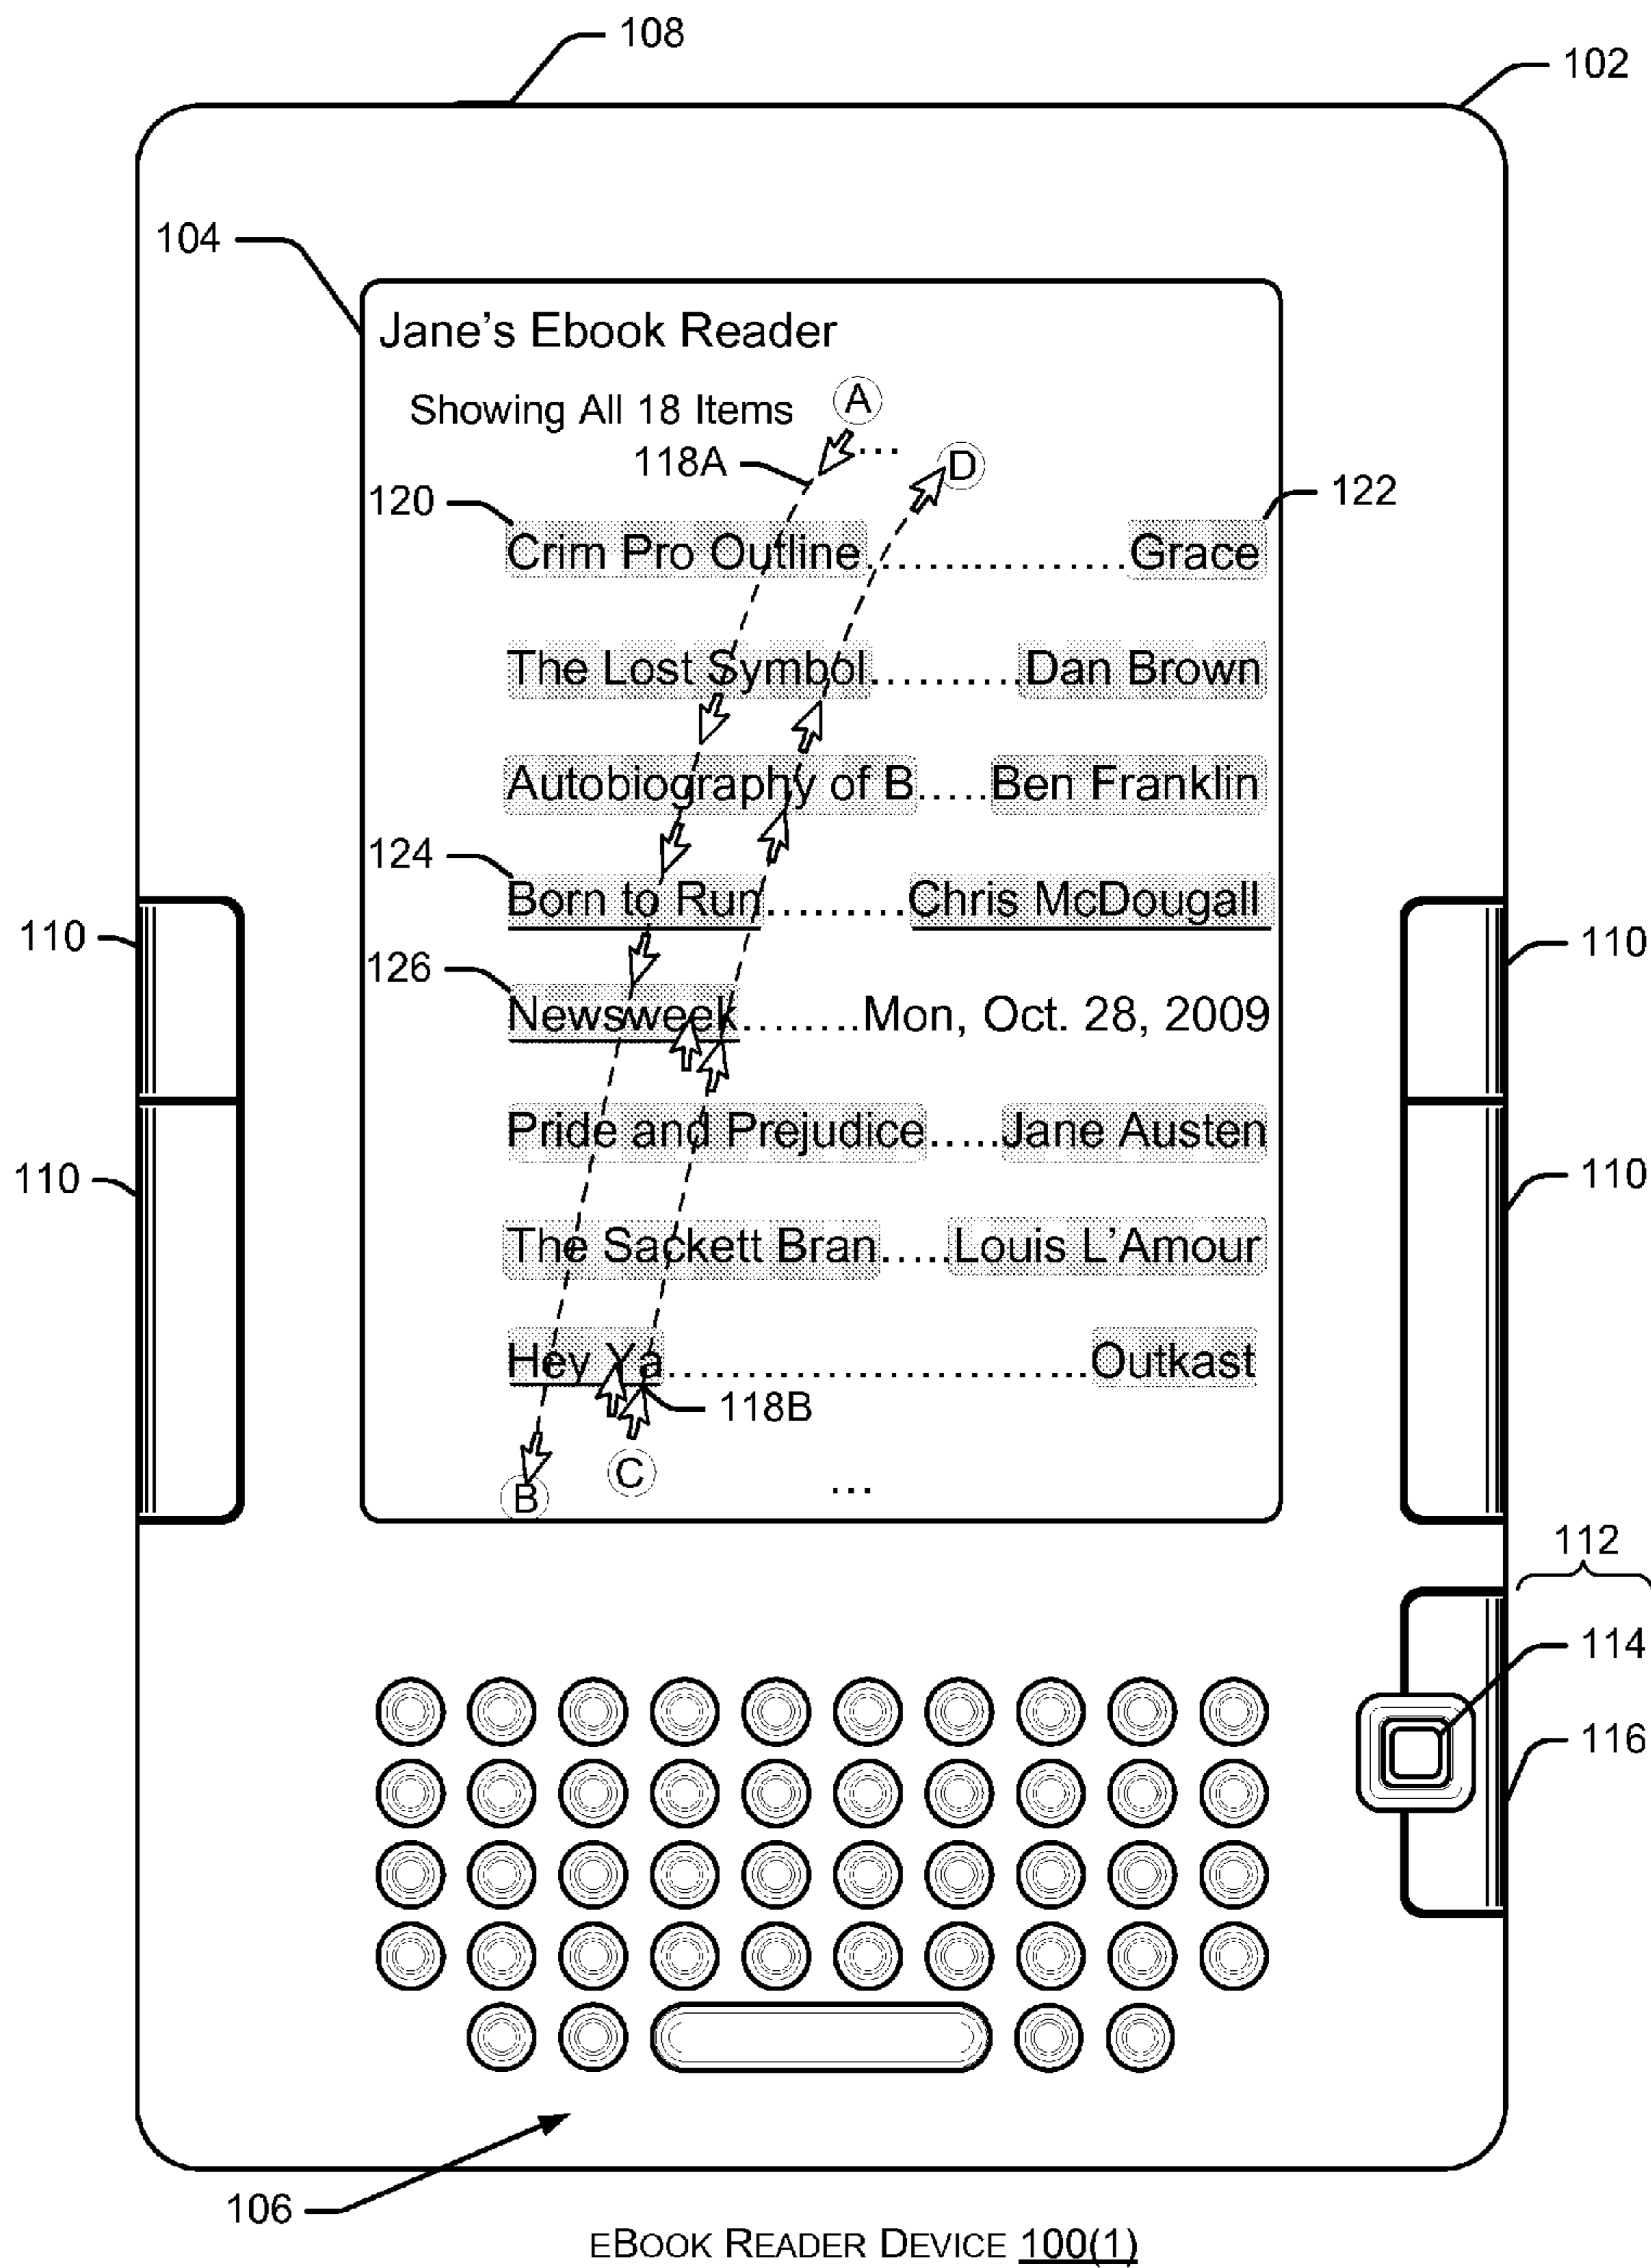 108
102
104
Jane's Ebook Reader
Showing All 18 Items
A
118A
...
D
120
122
Crim Pro Outline....................Grace
The Lost Symbol..........Dan Brown
Autobiography of B.....Ben Franklin
124
Born to Run.........Chris McDougall
110
110
126
Newsweek........Mon, Oct. 28, 2009
Pride and Prejudice.....Jane Austen
110
110
The Sackett Bran.....Louis L'Amour
Hey Ya............................Outkast
118B
C
B
...
112
114
116
106
EBOOK READER DEVICE 100(1)